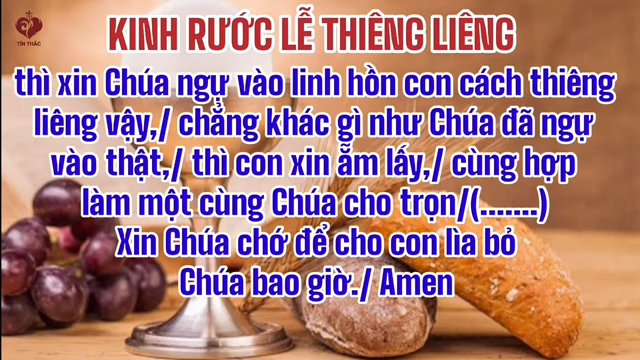 TÍN THÁC
KINH RƯỚC LỄ THIÊNG LIÊNG
thì xin Chúa ngự vào linh hồn con cách thiêng
liêng vậy,/ chẳng khác gì như Chúa đã ngự
vào thật,/ thì con xin ẵm lấy,/ cùng hợp
làm một cùng Chúa cho trọn/(.......)
Xin Chúa chớ để cho con lìa bỏ
Chúa bao giờ./ Amen